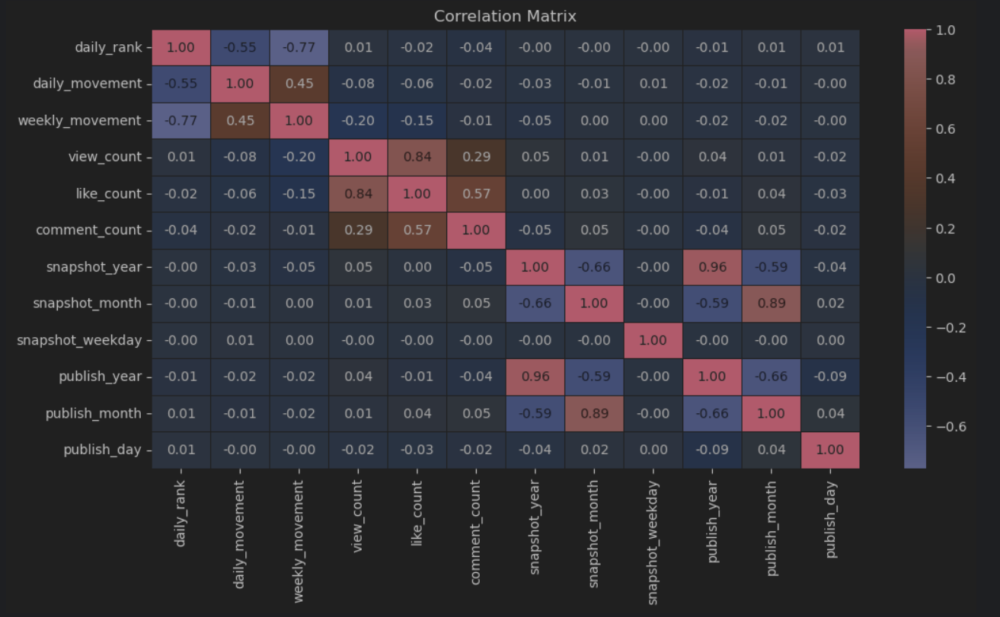 Correlation Matrix
daily_rank 1.00 -0.55 -0.77 0.01 -0.02 -0.04 -0.00 -0.00 -0.00 -0.01 0.01 0.01
daily_movement -0.55 1.00 0.45 -0.08 -0.06 -0.02 -0.03 -0.01 0.01 -0.02 -0.01 -0.00
weekly_movement -0.77 0.45 1.00 -0.20 -0.15 -0.01 -0.05 0.00 0.00 -0.02 -0.02 -0.00
view_count 0.01 -0.08 -0.20 1.00 0.84 0.29 0.05 0.01 -0.00 0.04 0.01 -0.02
like_count -0.02 -0.06 -0.15 0.84 1.00 0.57 0.00 0.03 -0.00 -0.01 0.04 -0.03
comment_count -0.04 -0.02 -0.01 0.29 0.57 1.00 -0.05 0.05 -0.00 -0.04 0.05 -0.02
snapshot_year -0.00 -0.03 -0.05 0.05 0.00 -0.05 1.00 -0.66 -0.00 0.96 -0.59 -0.04
snapshot_month -0.00 -0.01 0.00 0.01 0.03 0.05 -0.66 1.00 -0.00 -0.59 0.89 0.02
snapshot_weekday -0.00 0.01 0.00 -0.00 -0.00 -0.00 -0.00 -0.00 1.00 -0.00 -0.00 0.00
publish_year -0.01 -0.02 -0.02 0.04 -0.01 -0.04 0.96 -0.59 -0.00 1.00 -0.66 -0.09
publish_month 0.01 -0.01 -0.02 0.01 0.04 0.05 -0.59 0.89 -0.00 -0.66 1.00 0.04
publish_day 0.01 -0.00 -0.00 -0.02 -0.03 -0.02 -0.04 0.02 0.00 -0.09 0.04 1.00
daily_rank
daily_movement
weekly_movement
view_count
like_count
comment_count
snapshot_year
snapshot_month
snapshot_weekday
publish_year
publish_month
publish_day
1.0
0.8
0.6
0.4
0.2
0.0
−0.2
−0.4
−0.6